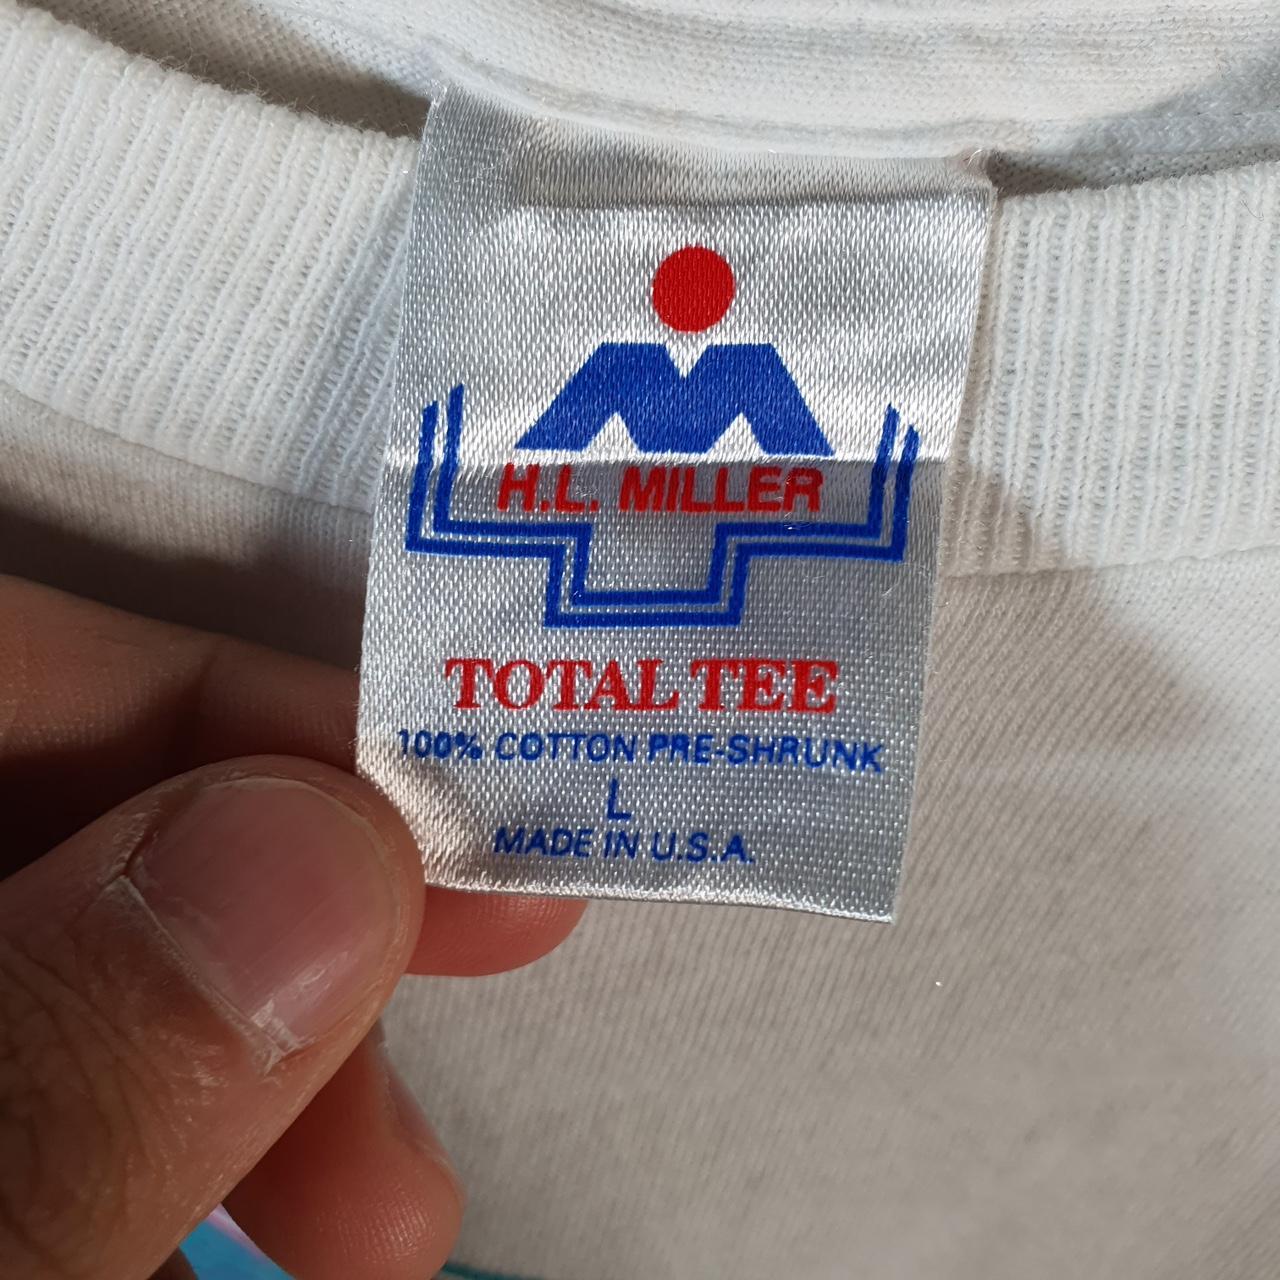 H.L. MILLER
TOTAL TEE
100% COTTON PRE-SHRUNK
L
MADE IN U.S.A.